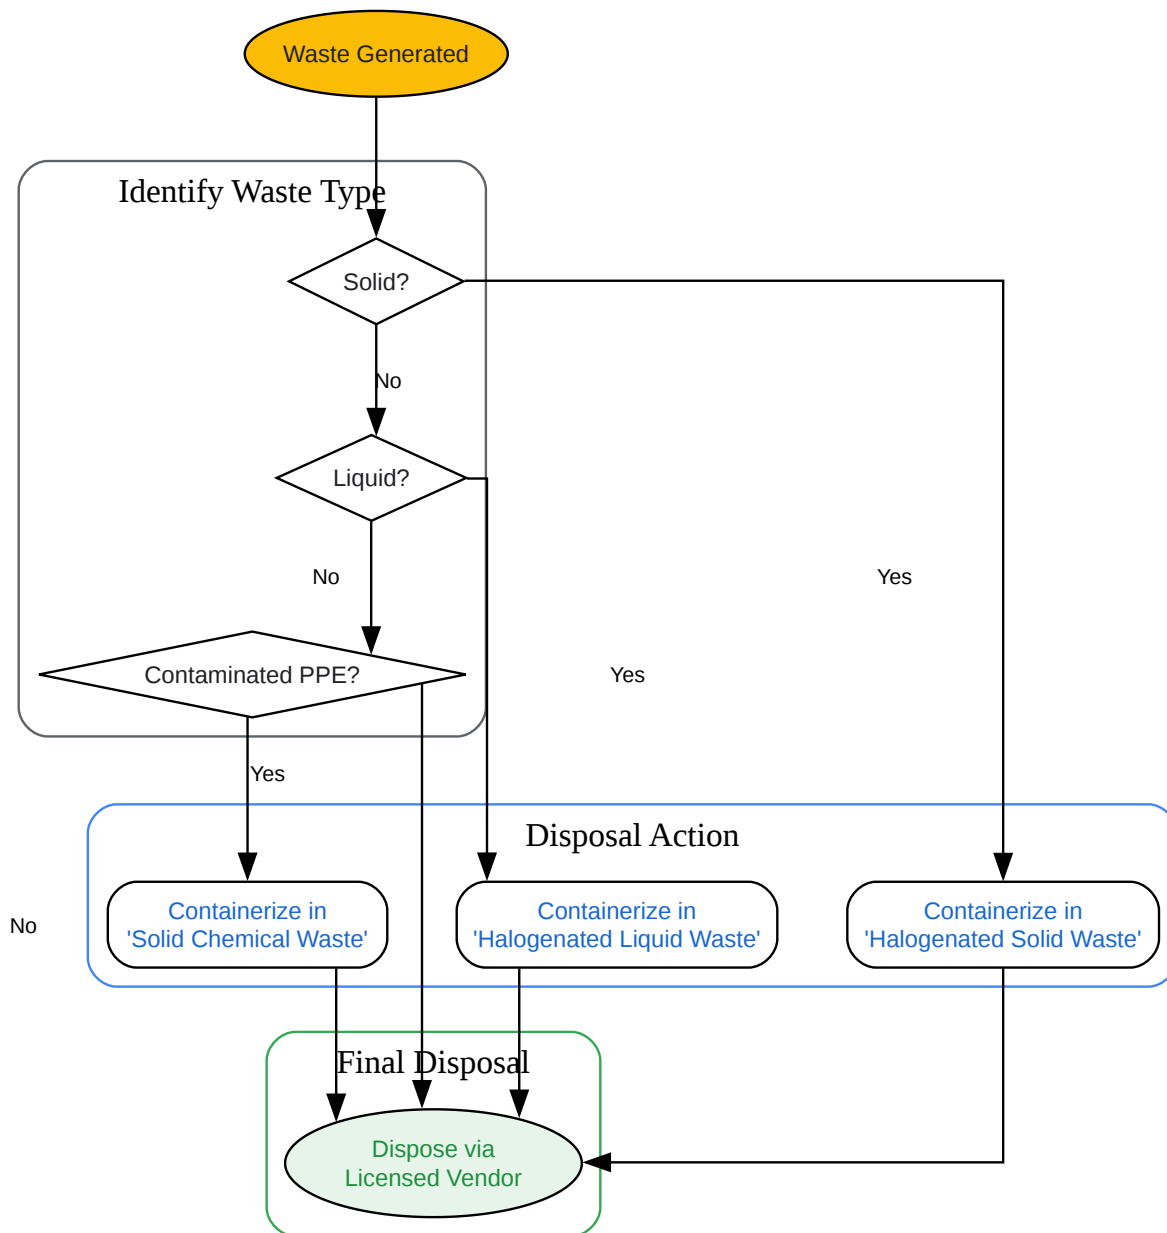 Waste Generated
Identify Waste Type
Solid?
No
Liquid?
No
Yes
Contaminated PPE?
Yes
Yes
Disposal Action
Containerize in
'Solid Chemical Waste'
Containerize in
'Halogenated Liquid Waste'
Containerize in
'Halogenated Solid Waste'
No
Final Disposal
Dispose via
Licensed Vendor